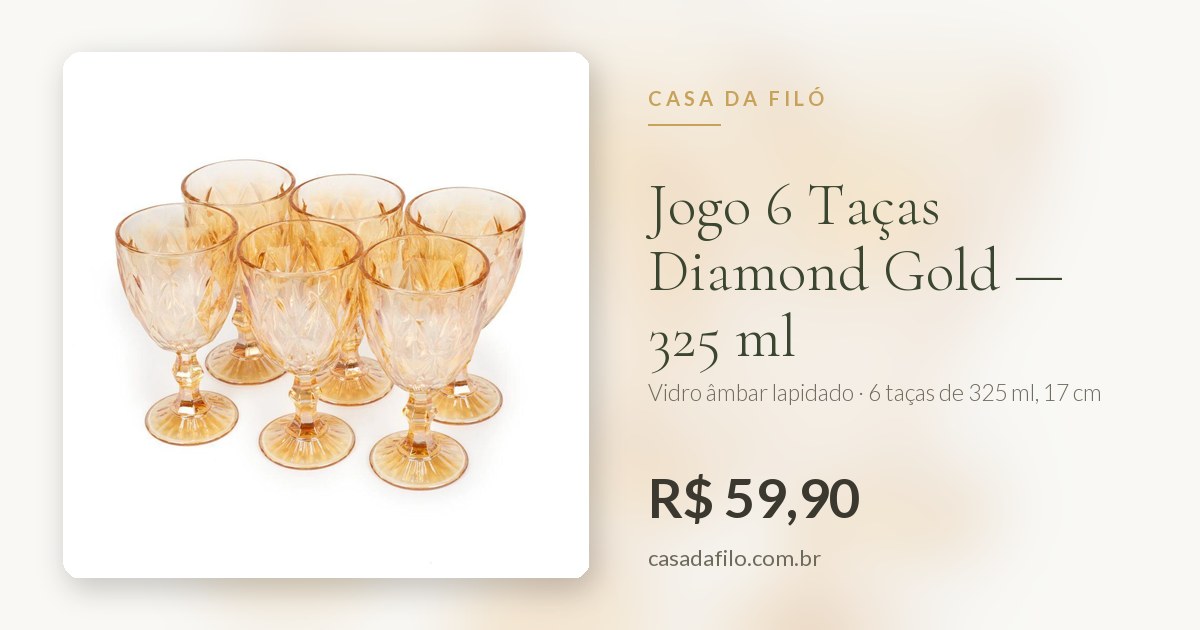 CASA DA FILÓ
Jogo 6 Taças
Diamond Gold —
325 ml
Vidro âmbar lapidado · 6 taças de 325 ml, 17 cm
R$ 59,90
casadafilo.com.br